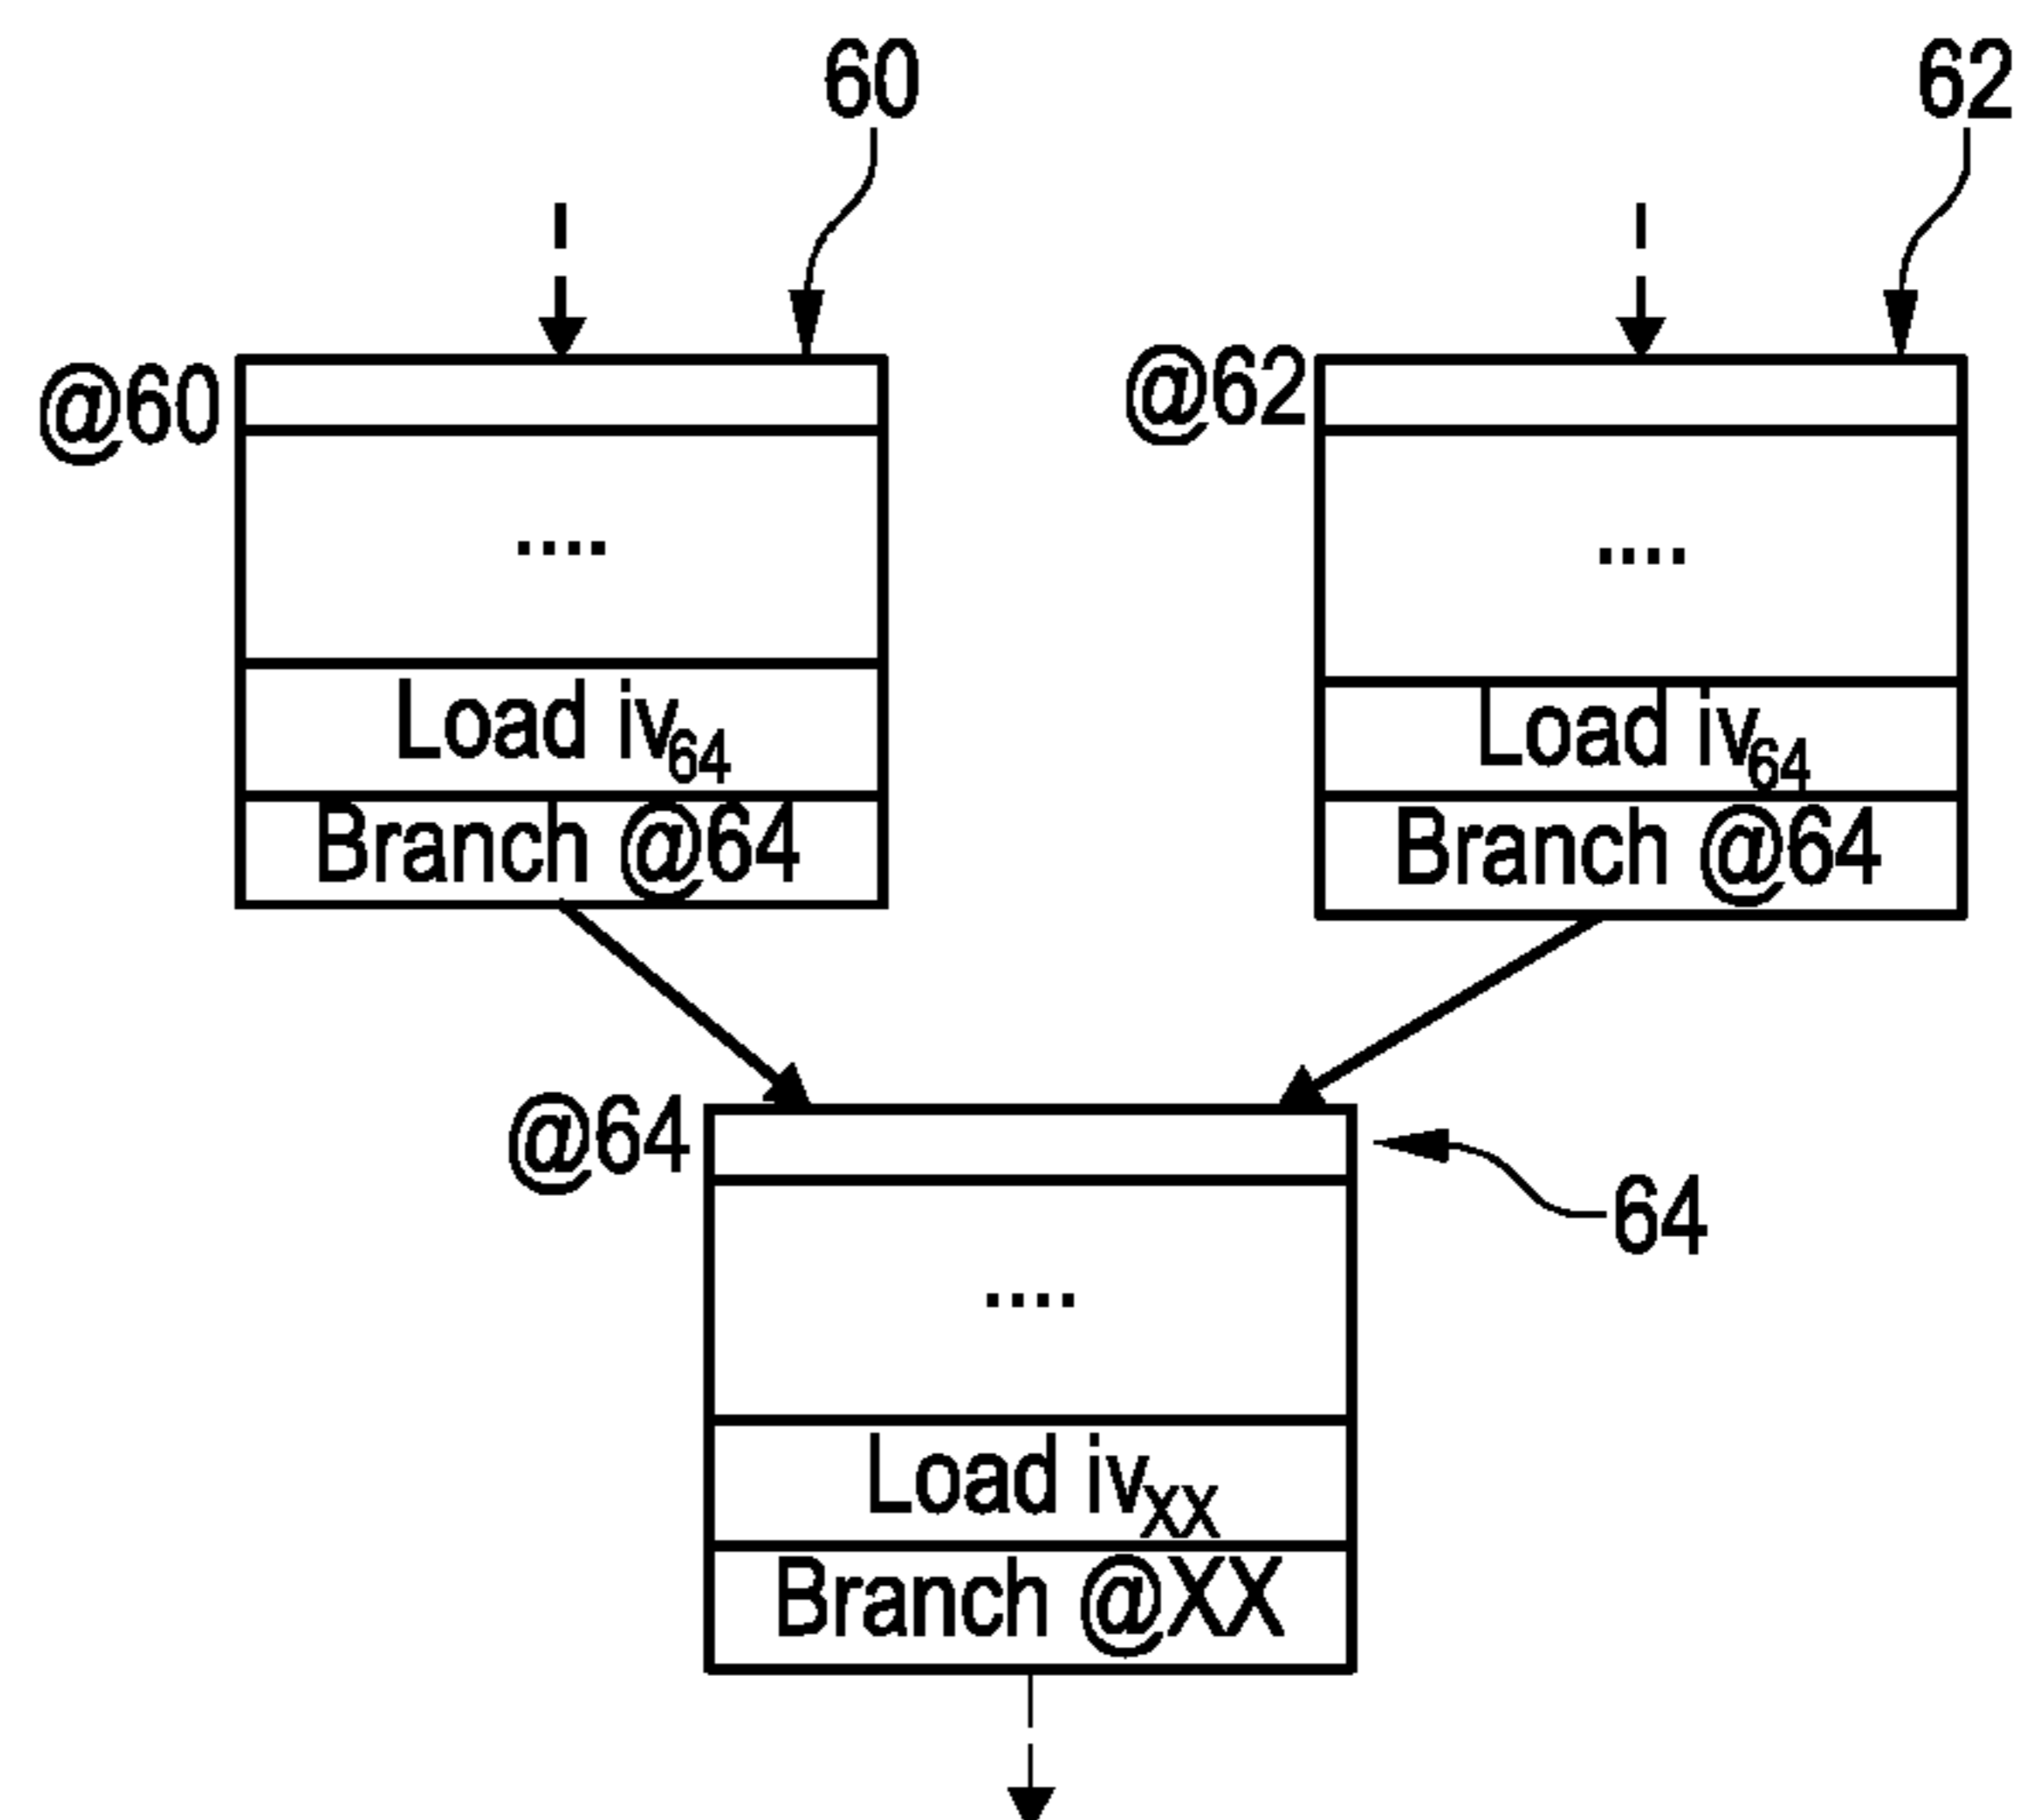 60
62
@60
@62
....
....
Load iv64
Load iv64
Branch @64
Branch @64
@64
64
....
Load ivXX
Branch @XX